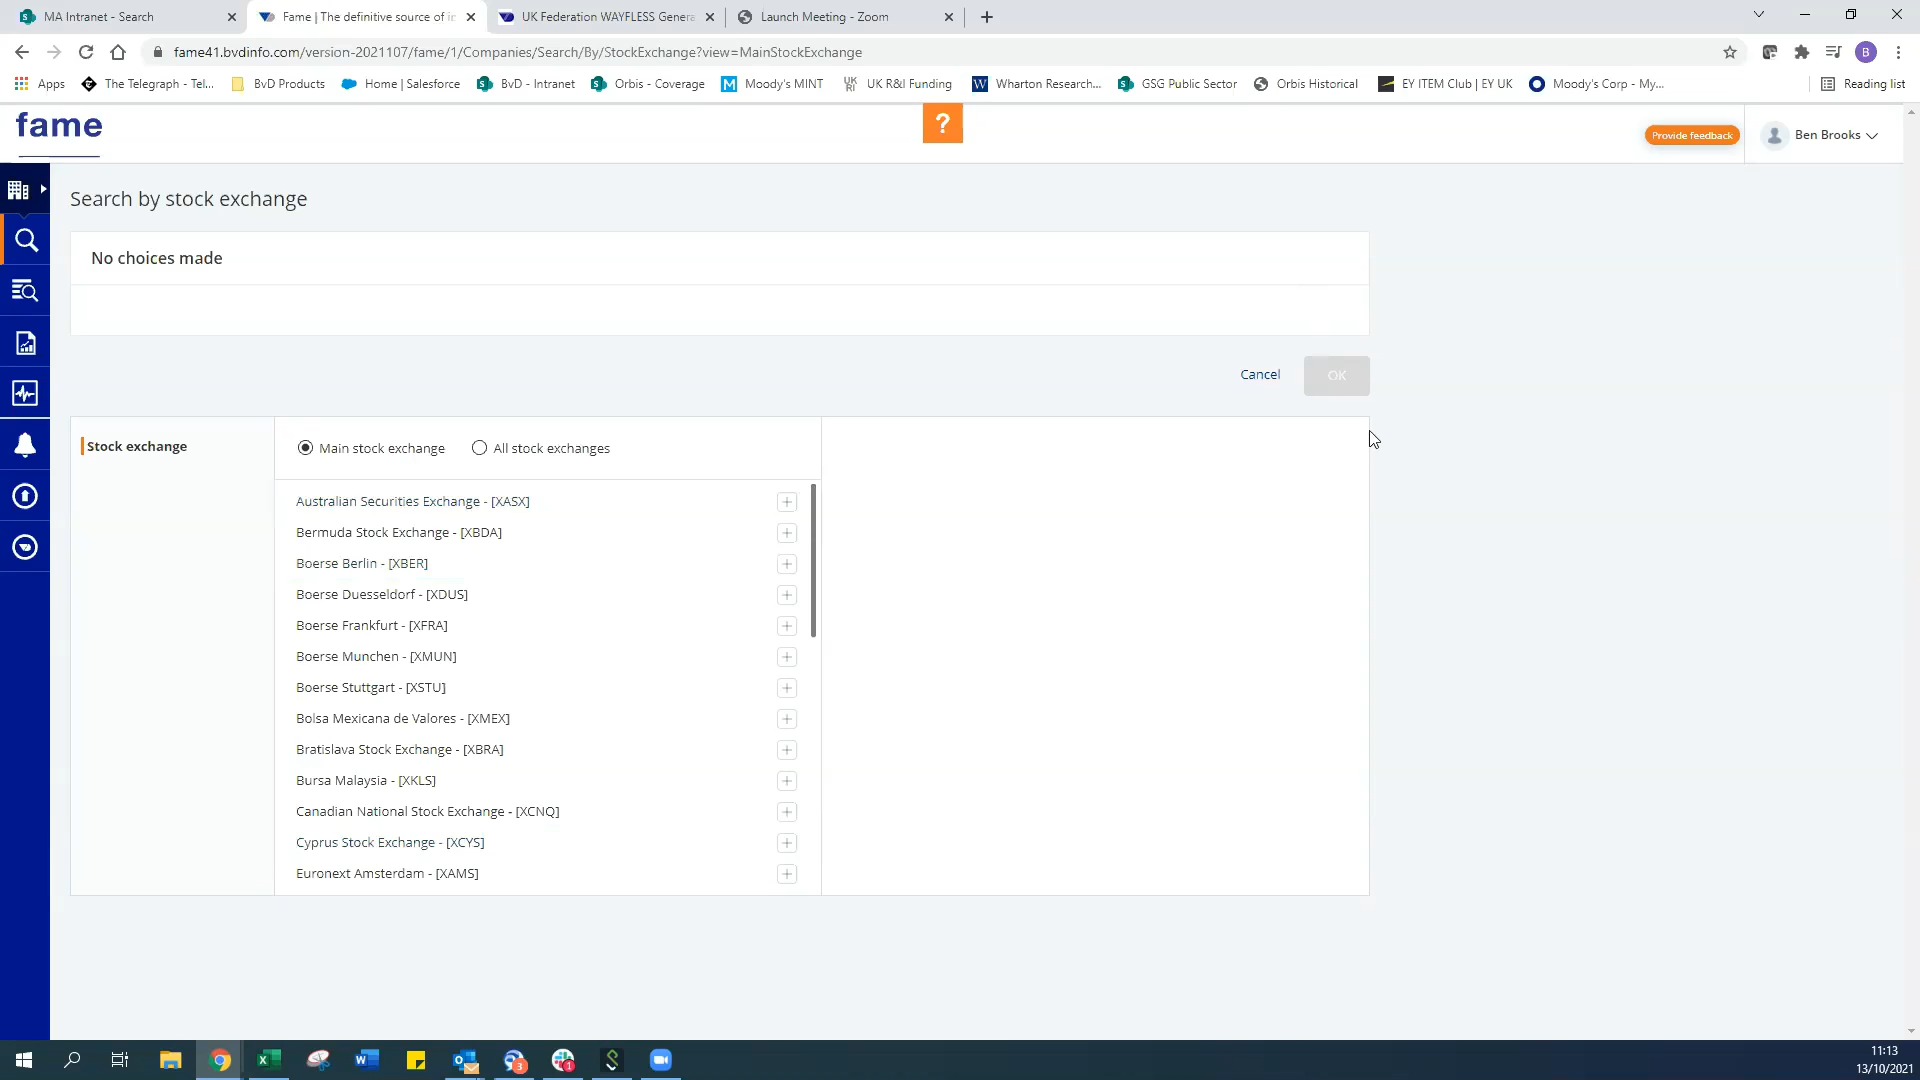 MA Intranet - Search
Fame | The definitive source of in
UK Federation WAYFLESS Genera
Launch Meeting - Zoom
fame41.bvdinfo.com/version-2021107/fame/1/Companies/Search/By/StockExchange?view=MainStockExchange
B
Apps
The Telegraph - Tel...
BvD Products
Home | Salesforce
BvD - Intranet
Orbis - Coverage
Moody's MINT
UK R&I Funding
Wharton Research...
GSG Public Sector
Orbis Historical
EY ITEM Club | EY UK
Moody's Corp - My...
Reading list
fame
?
Provide feedback
Ben Brooks
Search by stock exchange
No choices made
Cancel
OK
Stock exchange
Main stock exchange
All stock exchanges
Australian Securities Exchange - [XASX]
Bermuda Stock Exchange - [XBDA]
Boerse Berlin - [XBER]
Boerse Duesseldorf - [XDUS]
Boerse Frankfurt - [XFRA]
Boerse Munchen - [XMUN]
Boerse Stuttgart - [XSTU]
Bolsa Mexicana de Valores - [XMEX]
Bratislava Stock Exchange - [XBRA]
Bursa Malaysia - [XKLS]
Canadian National Stock Exchange - [XCNQ]
Cyprus Stock Exchange - [XCYS]
Euronext Amsterdam - [XAMS]
11:13
13/10/2021